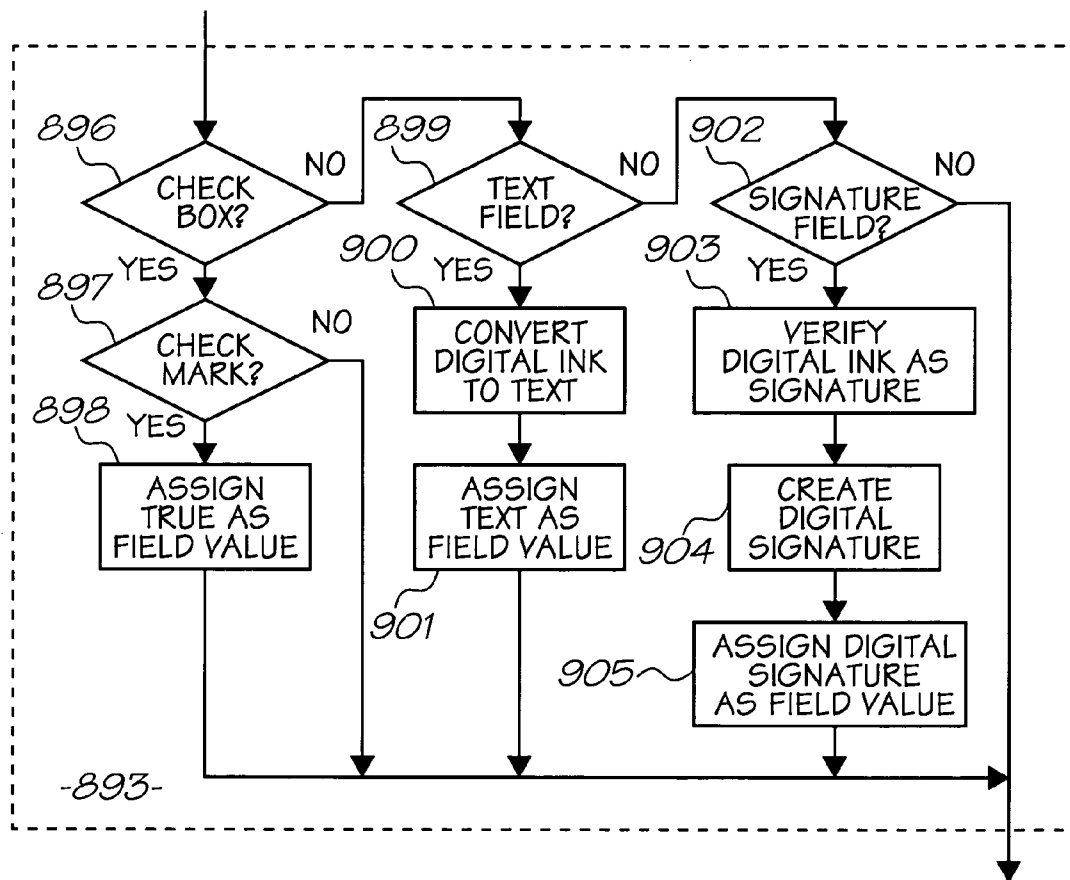 896
CHECK
BOX?
NO
YES
897
CHECK
MARK?
NO
YES
898
ASSIGN
TRUE AS
FIELD VALUE
899
TEXT
FIELD?
NO
YES
900
CONVERT
DIGITAL INK
TO TEXT
ASSIGN
TEXT AS
FIELD VALUE
901
902
SIGNATURE
FIELD?
NO
YES
903
VERIFY
DIGITAL INK AS
SIGNATURE
CREATE
DIGITAL
SIGNATURE
904
ASSIGN DIGITAL
SIGNATURE
AS FIELD VALUE
905
-893-